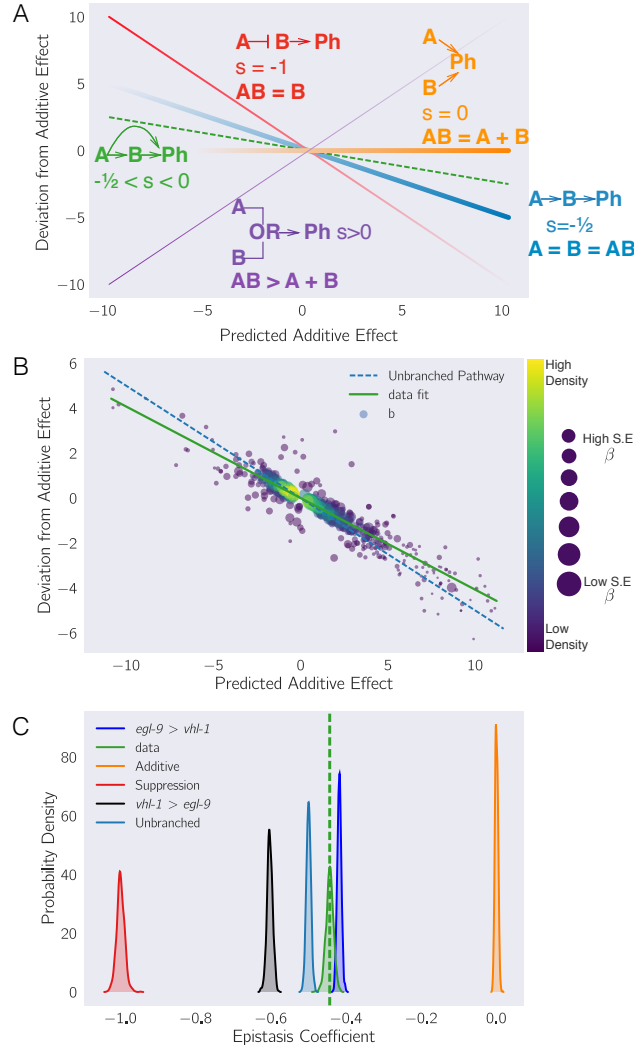 A
10
5
0
−5
−10
Deviation from Additive Effect
A B Ph
s = -1
AB = B
A
Ph
B
s = 0
AB = A + B
A B Ph
-½ < s < 0
A
OR Ph s>0
B
AB > A + B
A B Ph
s=-½
A = B = AB
−10 −5 0 5 10
Predicted Additive Effect
B
6
4
2
0
−2
−4
−6
Deviation from Additive Effect
Unbranched Pathway
data fit
b
−10 −5 0 5 10
Predicted Additive Effect
High
Density
Low
Density
High S.E
β
Low S.E
β
C
80
60
40
20
0
Probability Density
egl-9 > vhl-1
data
Additive
Suppression
vhl-1 > egl-9
Unbranched
−1.0 −0.8 −0.6 −0.4 −0.2 0.0
Epistasis Coefficient